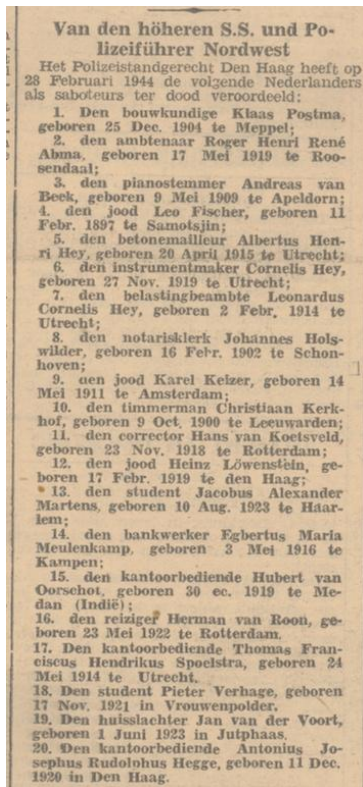 Van den höheren S.S. und Po-
lizeiführer Nordwest
Het Polizeistandgerecht Den Haag heeft op
28 Februari 1944 de volgende Nederlanders
als saboteurs ter dood veroordeeld:
1. Den bouwkundige Klaas Postma,
geboren 25 Dec. 1904 te Meppel;
2. den ambtenaar Roger Henri René
Abma, geboren 17 Mei 1919 te Roo-
sendaal;
3. den pianostemmer Andreas van
Beek, geboren 9 Mei 1909 te Apeldorn;
4. den jood Leo Fischer, geboren 11
Febr. 1897 te Samotsjin;
5. den betonemailleur Albertus Hen-
ri Hey, geboren 20 April 1915 te Utrecht;
6. den instrumentmaker Cornelis Hey,
geboren 27 Nov. 1919 te Utrecht;
7. den belastingbeambte Leonardus
Cornelis Hey, geboren 2 Febr. 1914 te
Utrecht;
8. den notarisklerk Johannes Hols-
wilder, geboren 16 Febr. 1902 te Schon-
hoven;
9. den jood Karel Keizer, geboren 14
Mei 1911 te Amsterdam;
10. den timmerman Christiaan Kerk-
hof, geboren 9 Oct. 1900 te Leeuwarden;
11. den corrector Hans van Koetsveld,
geboren 23 Nov. 1918 te Rotterdam;
12. den jood Heinz Löwenstein, ge-
boren 17 Febr. 1919 te den Haag;
13. den student Jacobus Alexander
Martens, geboren 10 Aug. 1923 te Haar-
lem;
14. den bankwerker Egbertus Maria
Meulenkamp, geboren 3 Mei 1916 te
Kampen;
15. den kantoorbediende Hubert van
Oorschot, geboren 30 ec. 1919 te Me-
dan (Indië);
16. den reiziger Herman van Roon, ge-
boren 23 Mei 1922 te Rotterdam.
17. Den kantoorbediende Thomas Fran-
ciscus Hendrikus Spoelstra, geboren 24
Mei 1914 te Utrecht.
18. Den student Pieter Verhage, geboren
17 Nov. 1921 in Vrouwenpolder.
19. Den huisslachter Jan van der Voort,
geboren 1 Juni 1923 in Jutphaas.
20. Den kantoorbediende Antonius Jo-
sephus Rudolphus Hegge, geboren 11 Dec.
1920 in Den Haag.